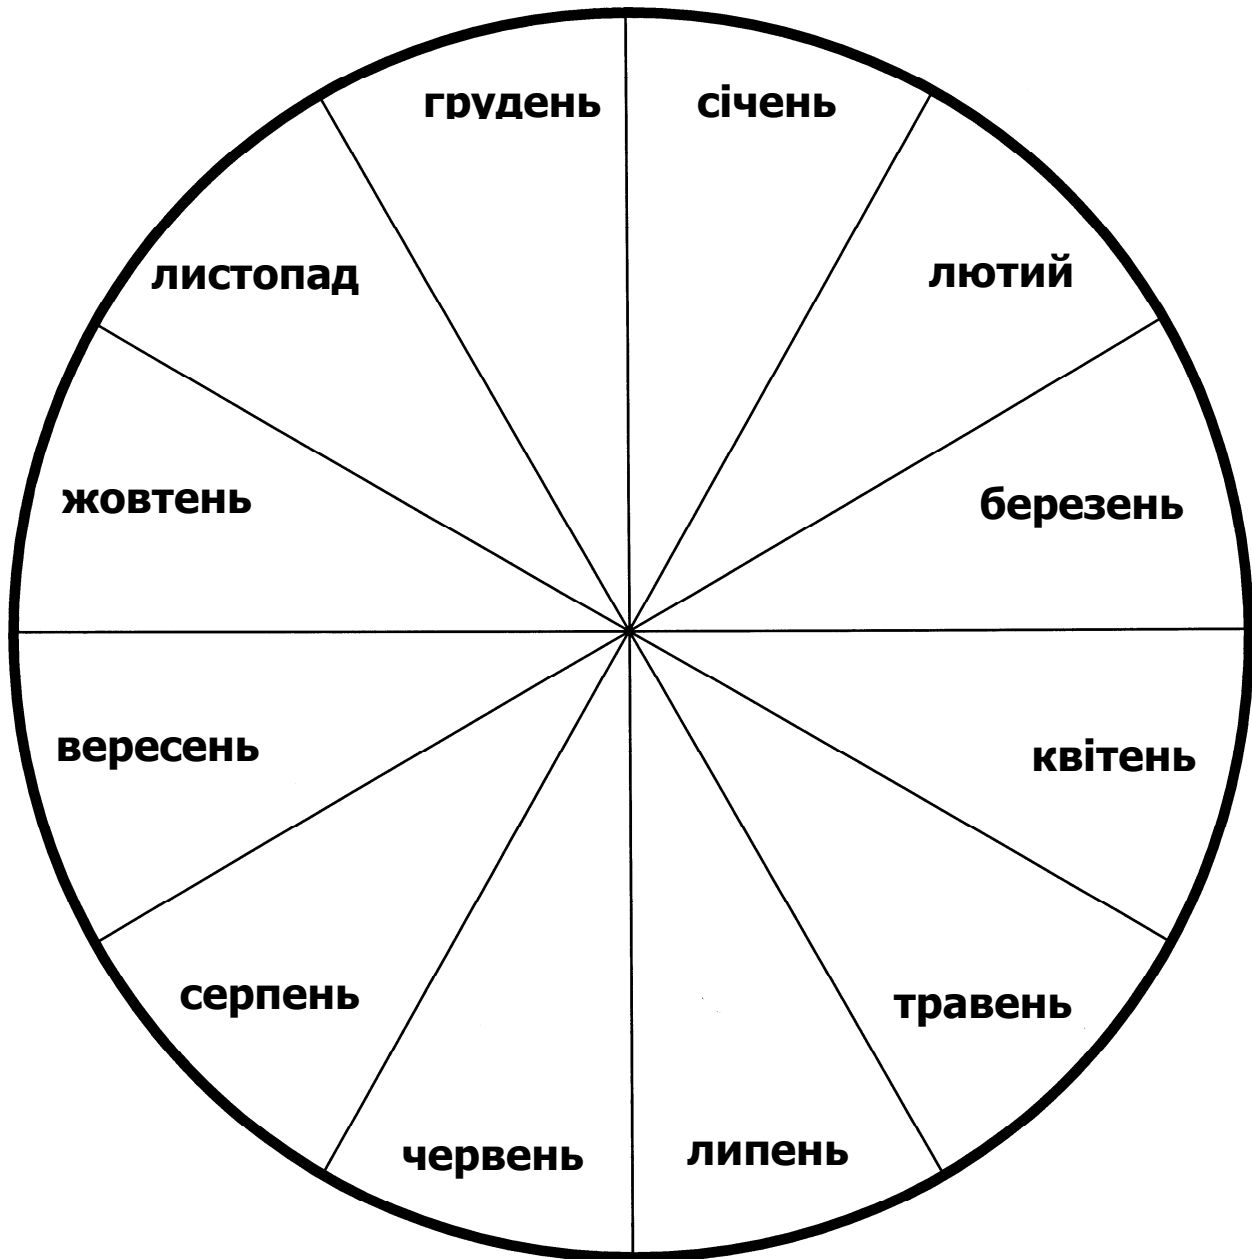 січень
лютий
березень
квітень
травень
липень
червень
серпень
вересень
жовтень
листопад
грудень